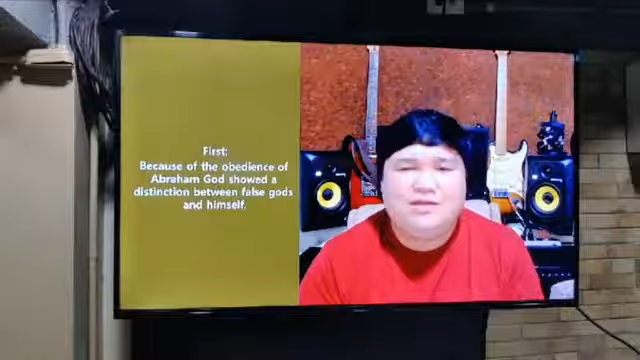 First:
Because of the obedience of
Abraham God showed a
distinction between false gods
and himself.